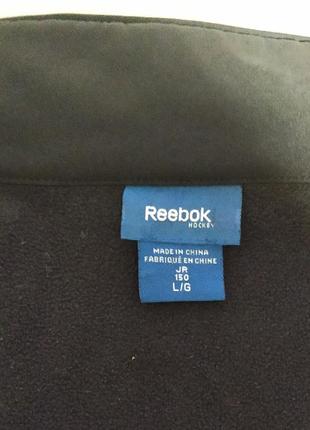 Reebok
HOCKEY
MADE IN CHINA
FABRIQUÉ EN CHINE
JR
150
L/G